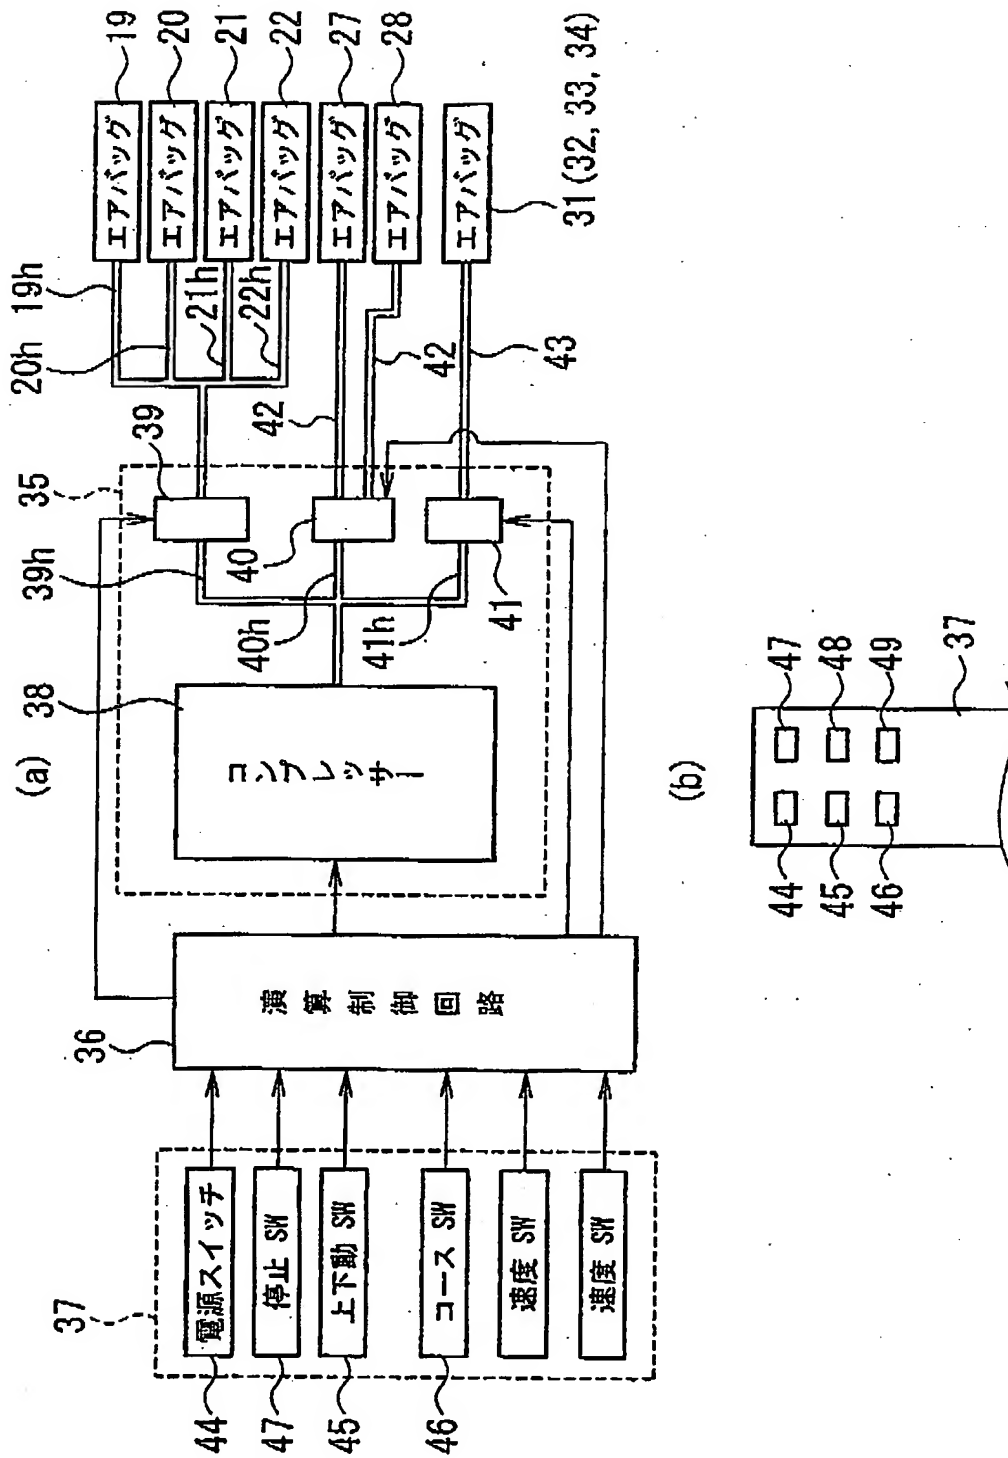 (a)
37
44 電源スイッチ
47 停止 SW
45 上下動 SW
46 コース SW
速度 SW
速度 SW
36
演算制御回路
35
38
コンプレッサー
39h
40h
41h
39
40
41
20h 19h
21h
22h
42
42
43
エアバッグ 19
エアバッグ 20
エアバッグ 21
エアバッグ 22
エアバッグ 27
エアバッグ 28
エアバッグ
31 (32, 33, 34)
(b)
44 47
45 48
46 49
37